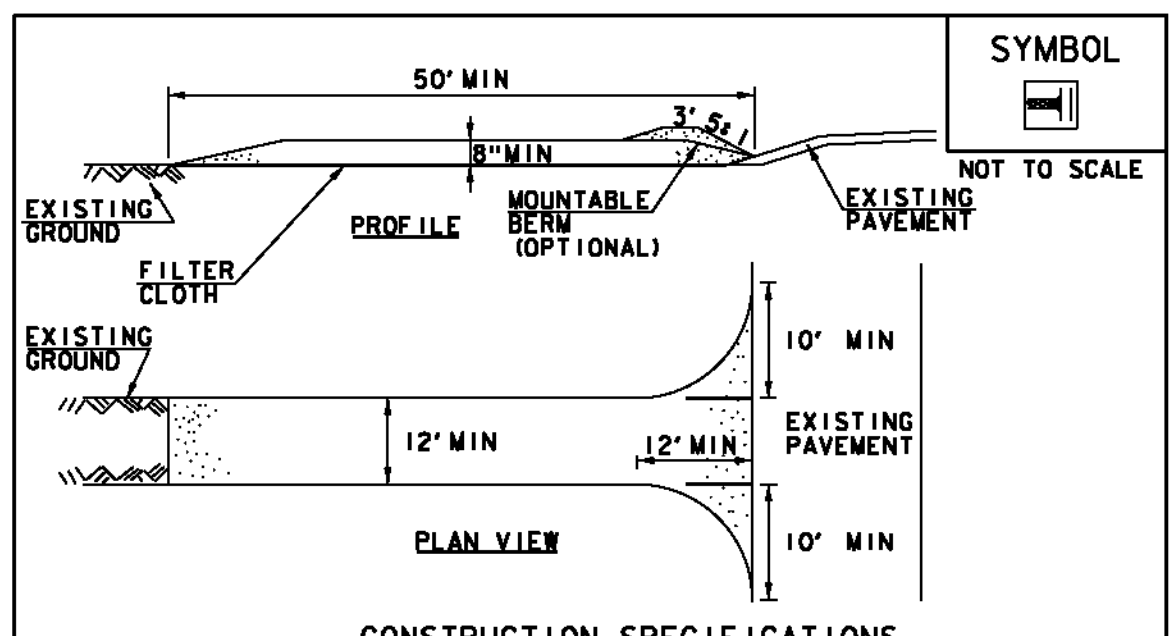 SYMBOL
NOT TO SCALE
50' MIN
3' 5:1
8" MIN
EXISTING
GROUND
PROFILE
MOUNTABLE
BERM
(OPTIONAL)
EXISTING
PAVEMENT
FILTER
CLOTH
EXISTING
GROUND
10' MIN
12' MIN
12' MIN
EXISTING
PAVEMENT
10' MIN
PLAN VIEW
CONSTRUCTION SPECIFICATIONS